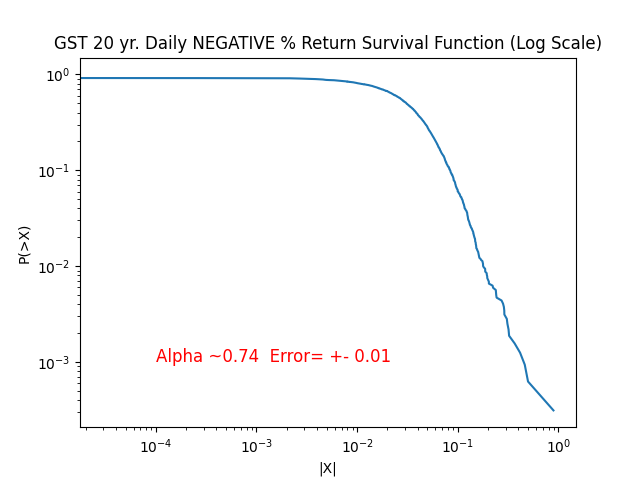 GST 20 yr. Daily NEGATIVE % Return Survival Function (Log Scale)
10⁰
10⁻¹
10⁻²
10⁻³
P(>X)
Alpha ~0.74  Error= +- 0.01
10⁻⁴ 10⁻³ 10⁻² 10⁻¹ 10⁰
|X|